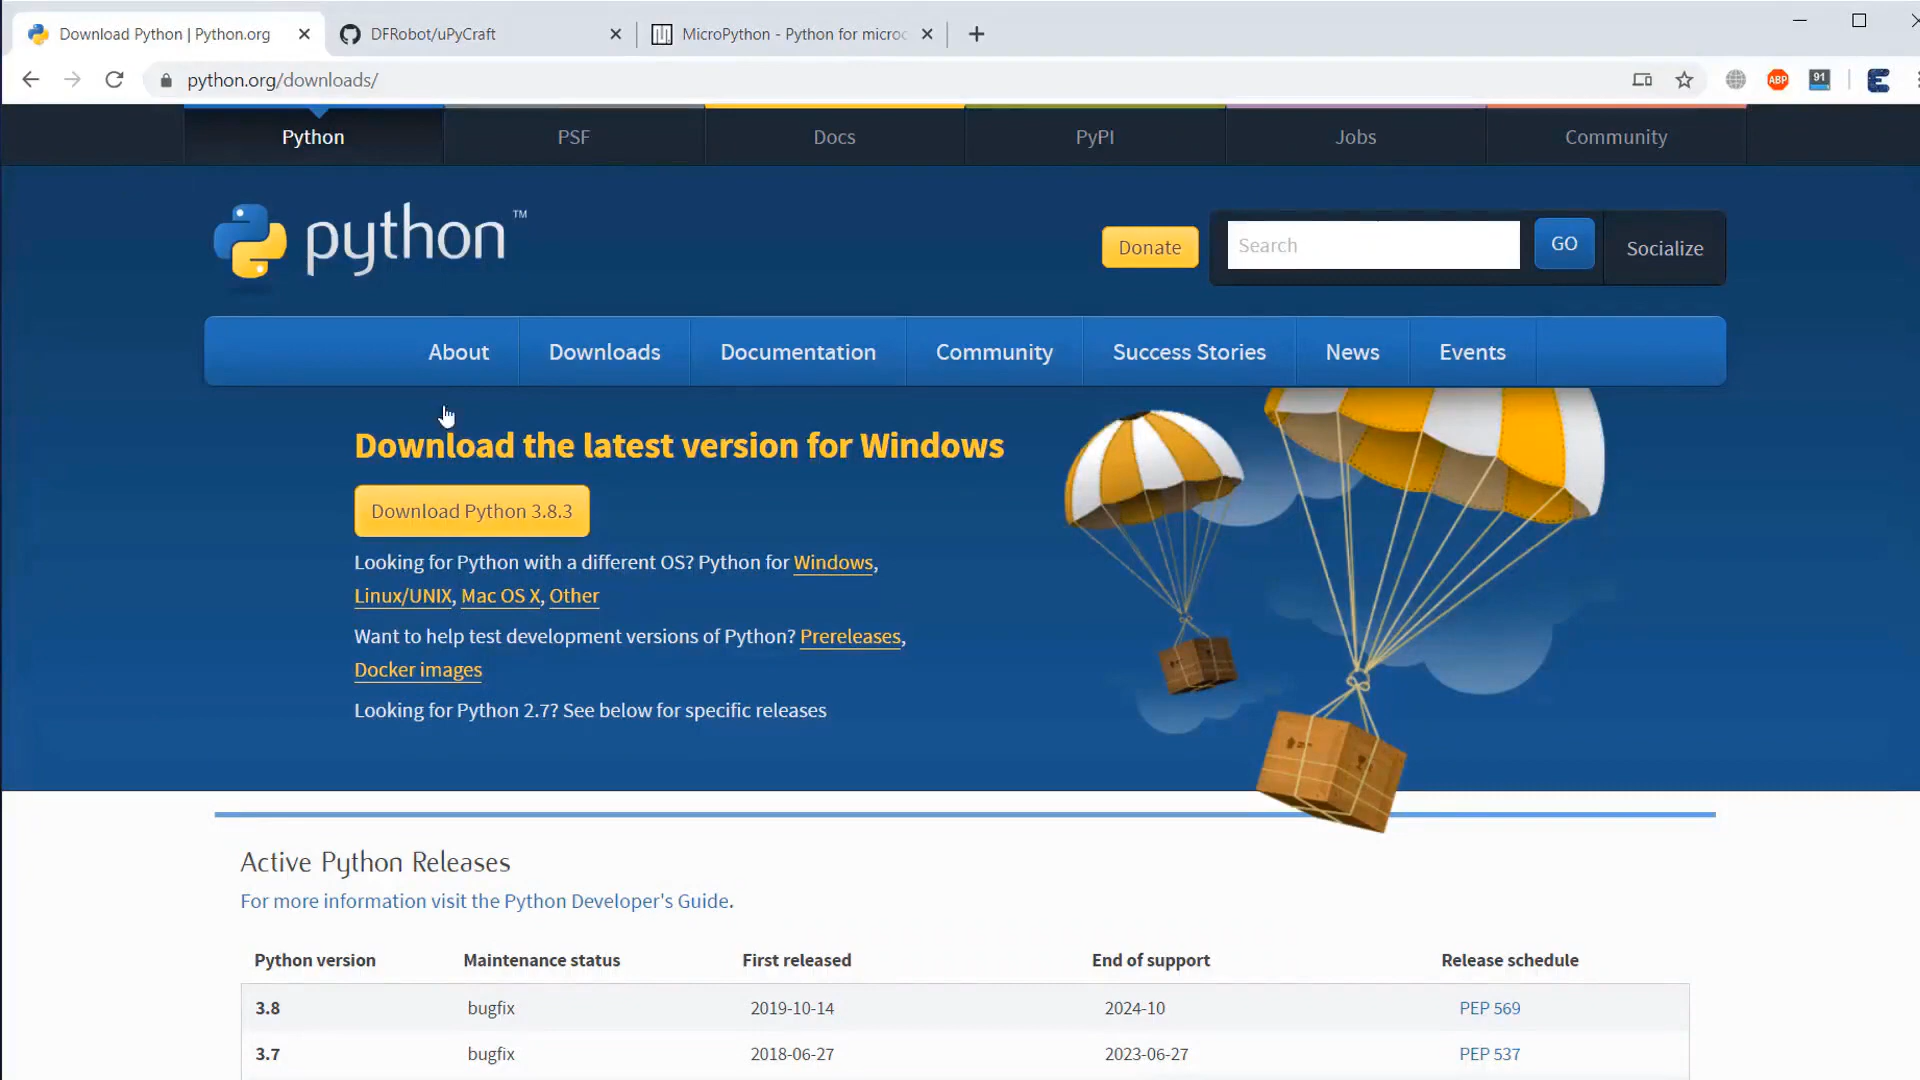 Download Python | Python.org
DFRobot/uPyCraft
MicroPython - Python for microc
python.org/downloads/
ABP
91
Python
PSF
Docs
PyPI
Jobs
Community
python™
Donate
Search
GO
Socialize
About
Downloads
Documentation
Community
Success Stories
News
Events
Download the latest version for Windows
Download Python 3.8.3
Looking for Python with a different OS? Python for Windows,
Linux/UNIX, Mac OS X, Other
Want to help test development versions of Python? Prereleases,
Docker images
Looking for Python 2.7? See below for specific releases
Active Python Releases
For more information visit the Python Developer's Guide.
Python version Maintenance status First released End of support Release schedule
3.8 bugfix 2019-10-14 2024-10 PEP 569
3.7 bugfix 2018-06-27 2023-06-27 PEP 537